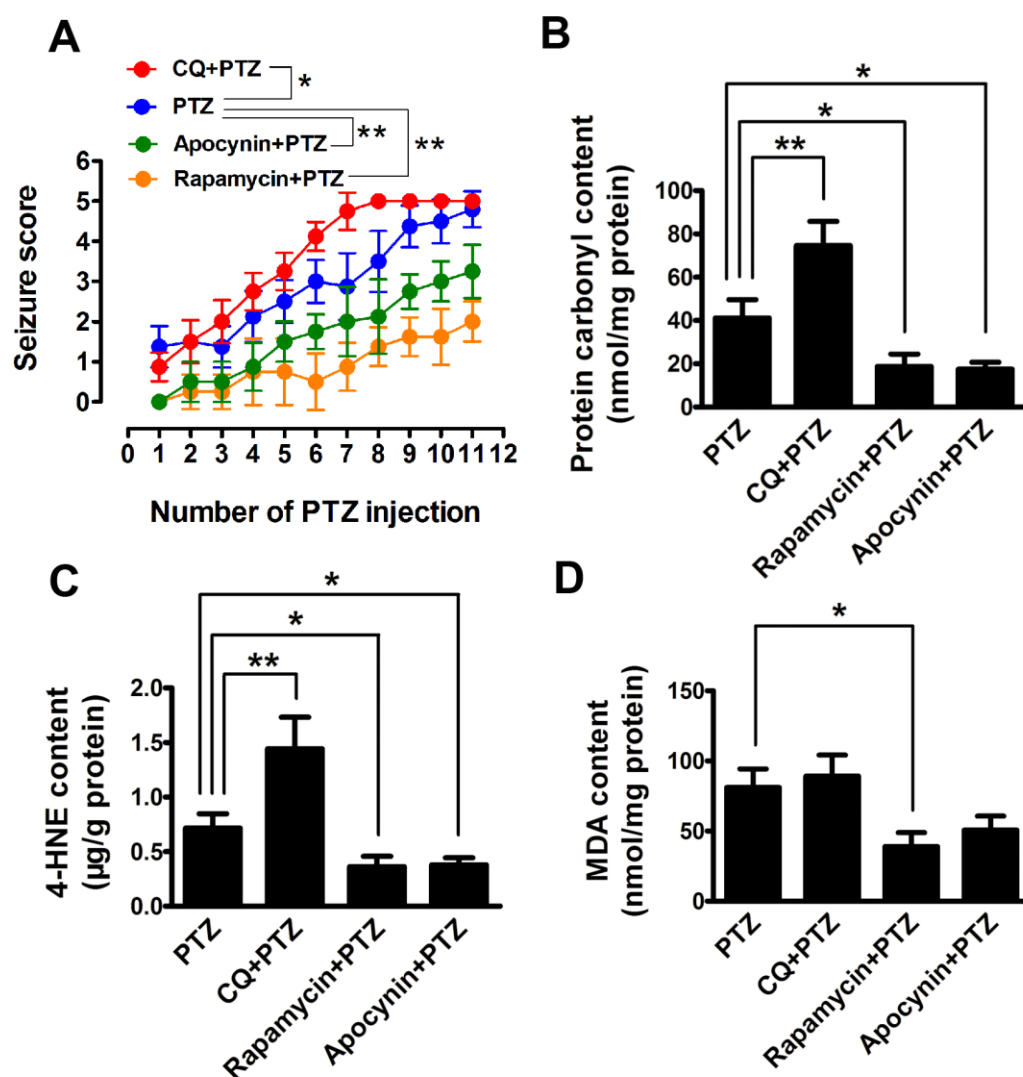 A
CQ+PTZ
*
PTZ
**
Apocynin+PTZ
**
Rapamycin+PTZ
Seizure score
6
5
4
3
2
1
0
0 1 2 3 4 5 6 7 8 9 10 11 12
Number of PTZ injection
B
*
*
**
Protein carbonyl content
(nmol/mg protein)
100
80
60
40
20
0
PTZ
CQ+PTZ
Rapamycin+PTZ
Apocynin+PTZ
C
*
*
**
4-HNE content
(µg/g protein)
2.0
1.5
1.0
0.5
0.0
PTZ
CQ+PTZ
Rapamycin+PTZ
Apocynin+PTZ
D
*
MDA content
(nmol/mg protein)
150
100
50
0
PTZ
CQ+PTZ
Rapamycin+PTZ
Apocynin+PTZ